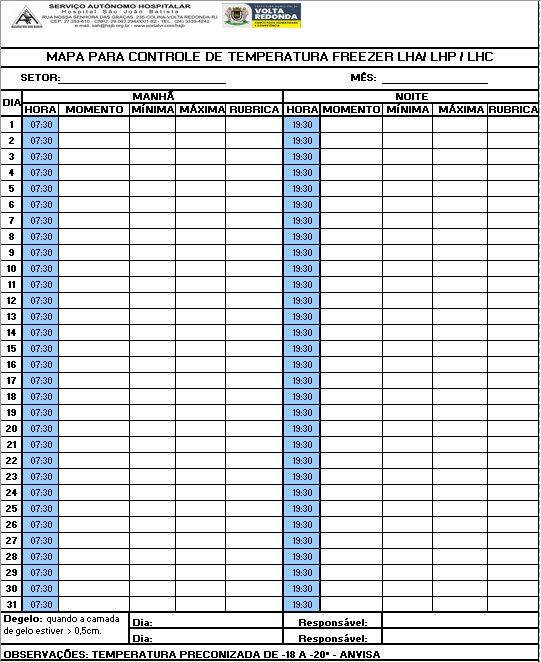 SERVIÇO AUTÔNOMO HOSPITALAR
Hospital São João Batista
RUA NOSSA SENHORA DAS GRAÇAS, 235-COLINA-VOLTA REDONDA-RJ
CEP: 27.253-610 - CNPJ: 29.063.294/0001-82 - TEL.: (24) 3339-4242
e-mail: sah@hsjb.org.br - www.portalvr.com/hsjb
VOLTA
REDONDA
MAPA PARA CONTROLE DE TEMPERATURA FREEZER LHA/ LHP / LHC
SETOR: MÊS:
DIA MANHÃ NOITE
HORA MOMENTO MíNIMA MÁXIMA RUBRICA HORA MOMENTO MíNIMA MÁXIMA RUBRICA
1 07:30 19:30
2 07:30 19:30
3 07:30 19:30
4 07:30 19:30
5 07:30 19:30
6 07:30 19:30
7 07:30 19:30
8 07:30 19:30
9 07:30 19:30
10 07:30 19:30
11 07:30 19:30
12 07:30 19:30
13 07:30 19:30
14 07:30 19:30
15 07:30 19:30
16 07:30 19:30
17 07:30 19:30
18 07:30 19:30
19 07:30 19:30
20 07:30 19:30
21 07:30 19:30
22 07:30 19:30
23 07:30 19:30
24 07:30 19:30
25 07:30 19:30
26 07:30 19:30
27 07:30 19:30
28 07:30 19:30
29 07:30 19:30
30 07:30 19:30
31 07:30 19:30
Degelo: quando a camada
de gelo estiver > 0,5cm.
Dia: Responsável:
Dia: Responsável:
OBSERVAÇÕES: TEMPERATURA PRECONIZADA DE -18 A -20º - ANVISA